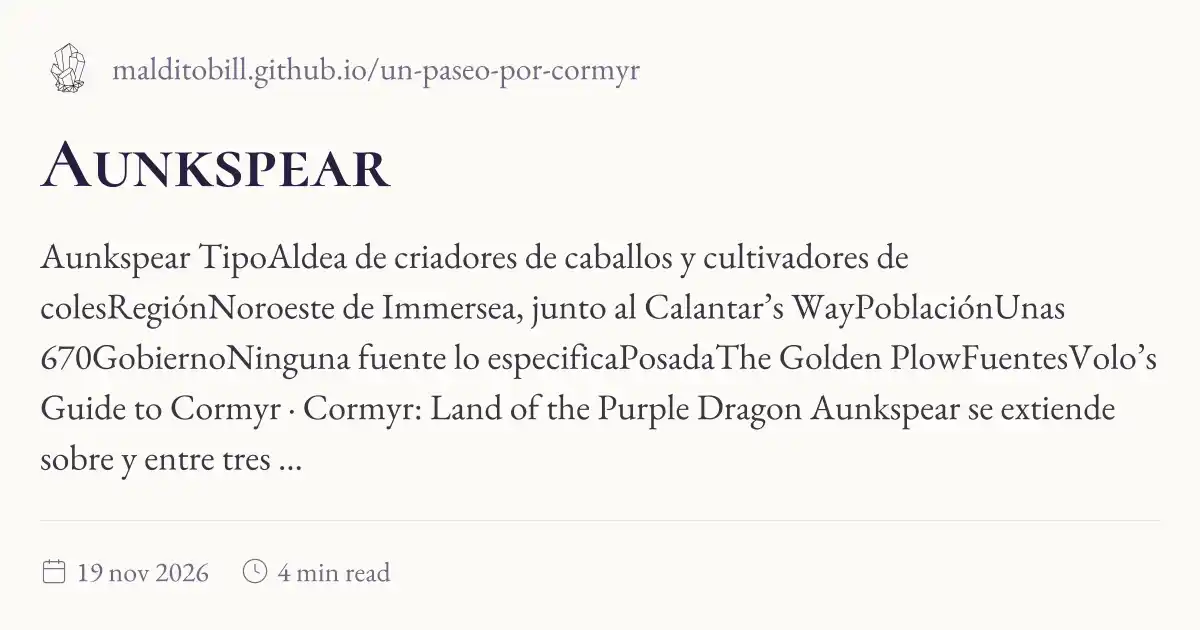 malditobill.github.io/un-paseo-por-cormyr
Aunkspear
Aunkspear TipoAldea de criadores de caballos y cultivadores de
colesRegiónNoroeste de Immersea, junto al Calantar’s WayPoblaciónUnas
670GobiernoNinguna fuente lo especificaPosadaThe Golden PlowFuentesVolo’s
Guide to Cormyr · Cormyr: Land of the Purple Dragon Aunkspear se extiende
sobre y entre tres ...
19 nov 2026 4 min read